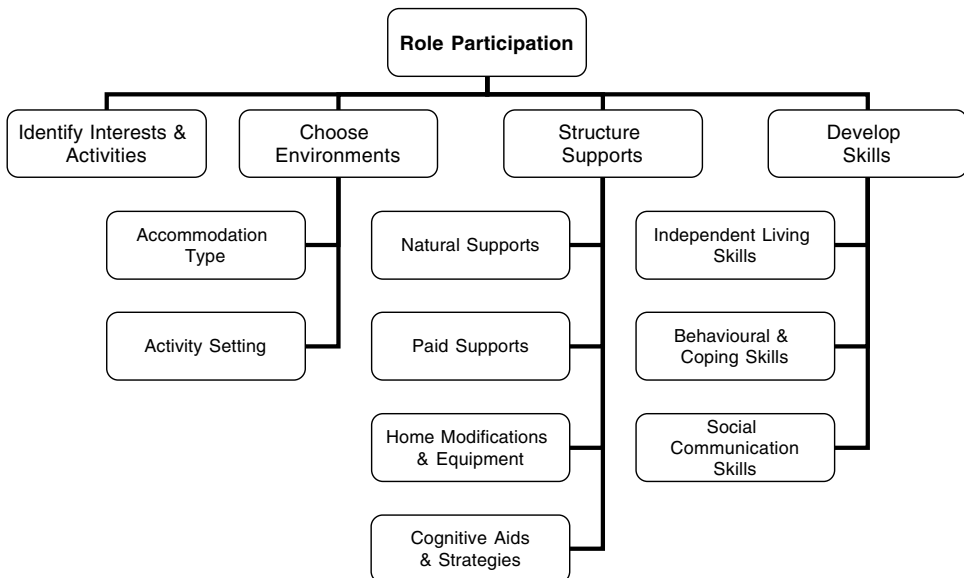 Role Participation
Identify Interests &
Activities
Choose
Environments
Structure
Supports
Develop
Skills
Accommodation
Type
Activity Setting
Natural Supports
Paid Supports
Home Modifications
& Equipment
Cognitive Aids
& Strategies
Independent Living
Skills
Behavioural &
Coping Skills
Social
Communication
Skills